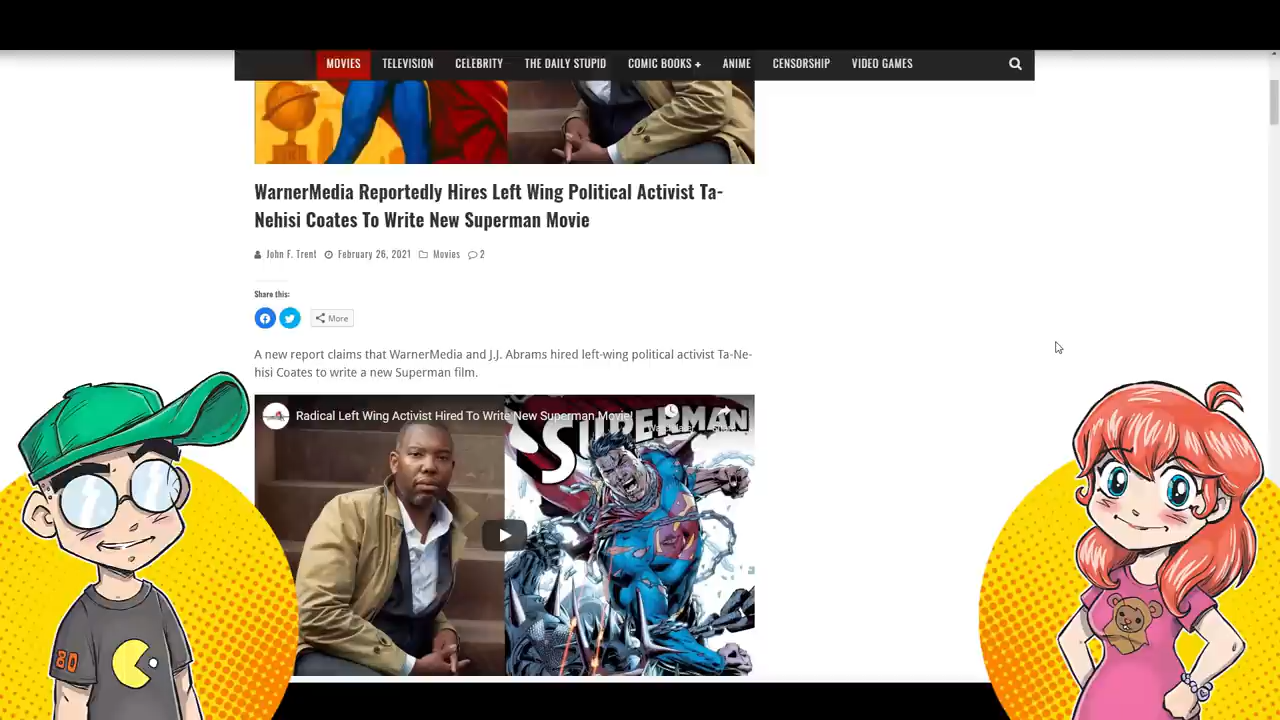 MOVIES TELEVISION CELEBRITY THE DAILY STUPID COMIC BOOKS + ANIME CENSORSHIP VIDEO GAMES
WarnerMedia Reportedly Hires Left Wing Political Activist Ta-
Nehisi Coates To Write New Superman Movie
John F. Trent February 26, 2021 Movies 2
Share this:
More
A new report claims that WarnerMedia and J.J. Abrams hired left-wing political activist Ta-Ne-
hisi Coates to write a new Superman film.
Radical Left Wing Activist Hired To Write New Superman Movie!
SUPERMAN
Watch later Share
80